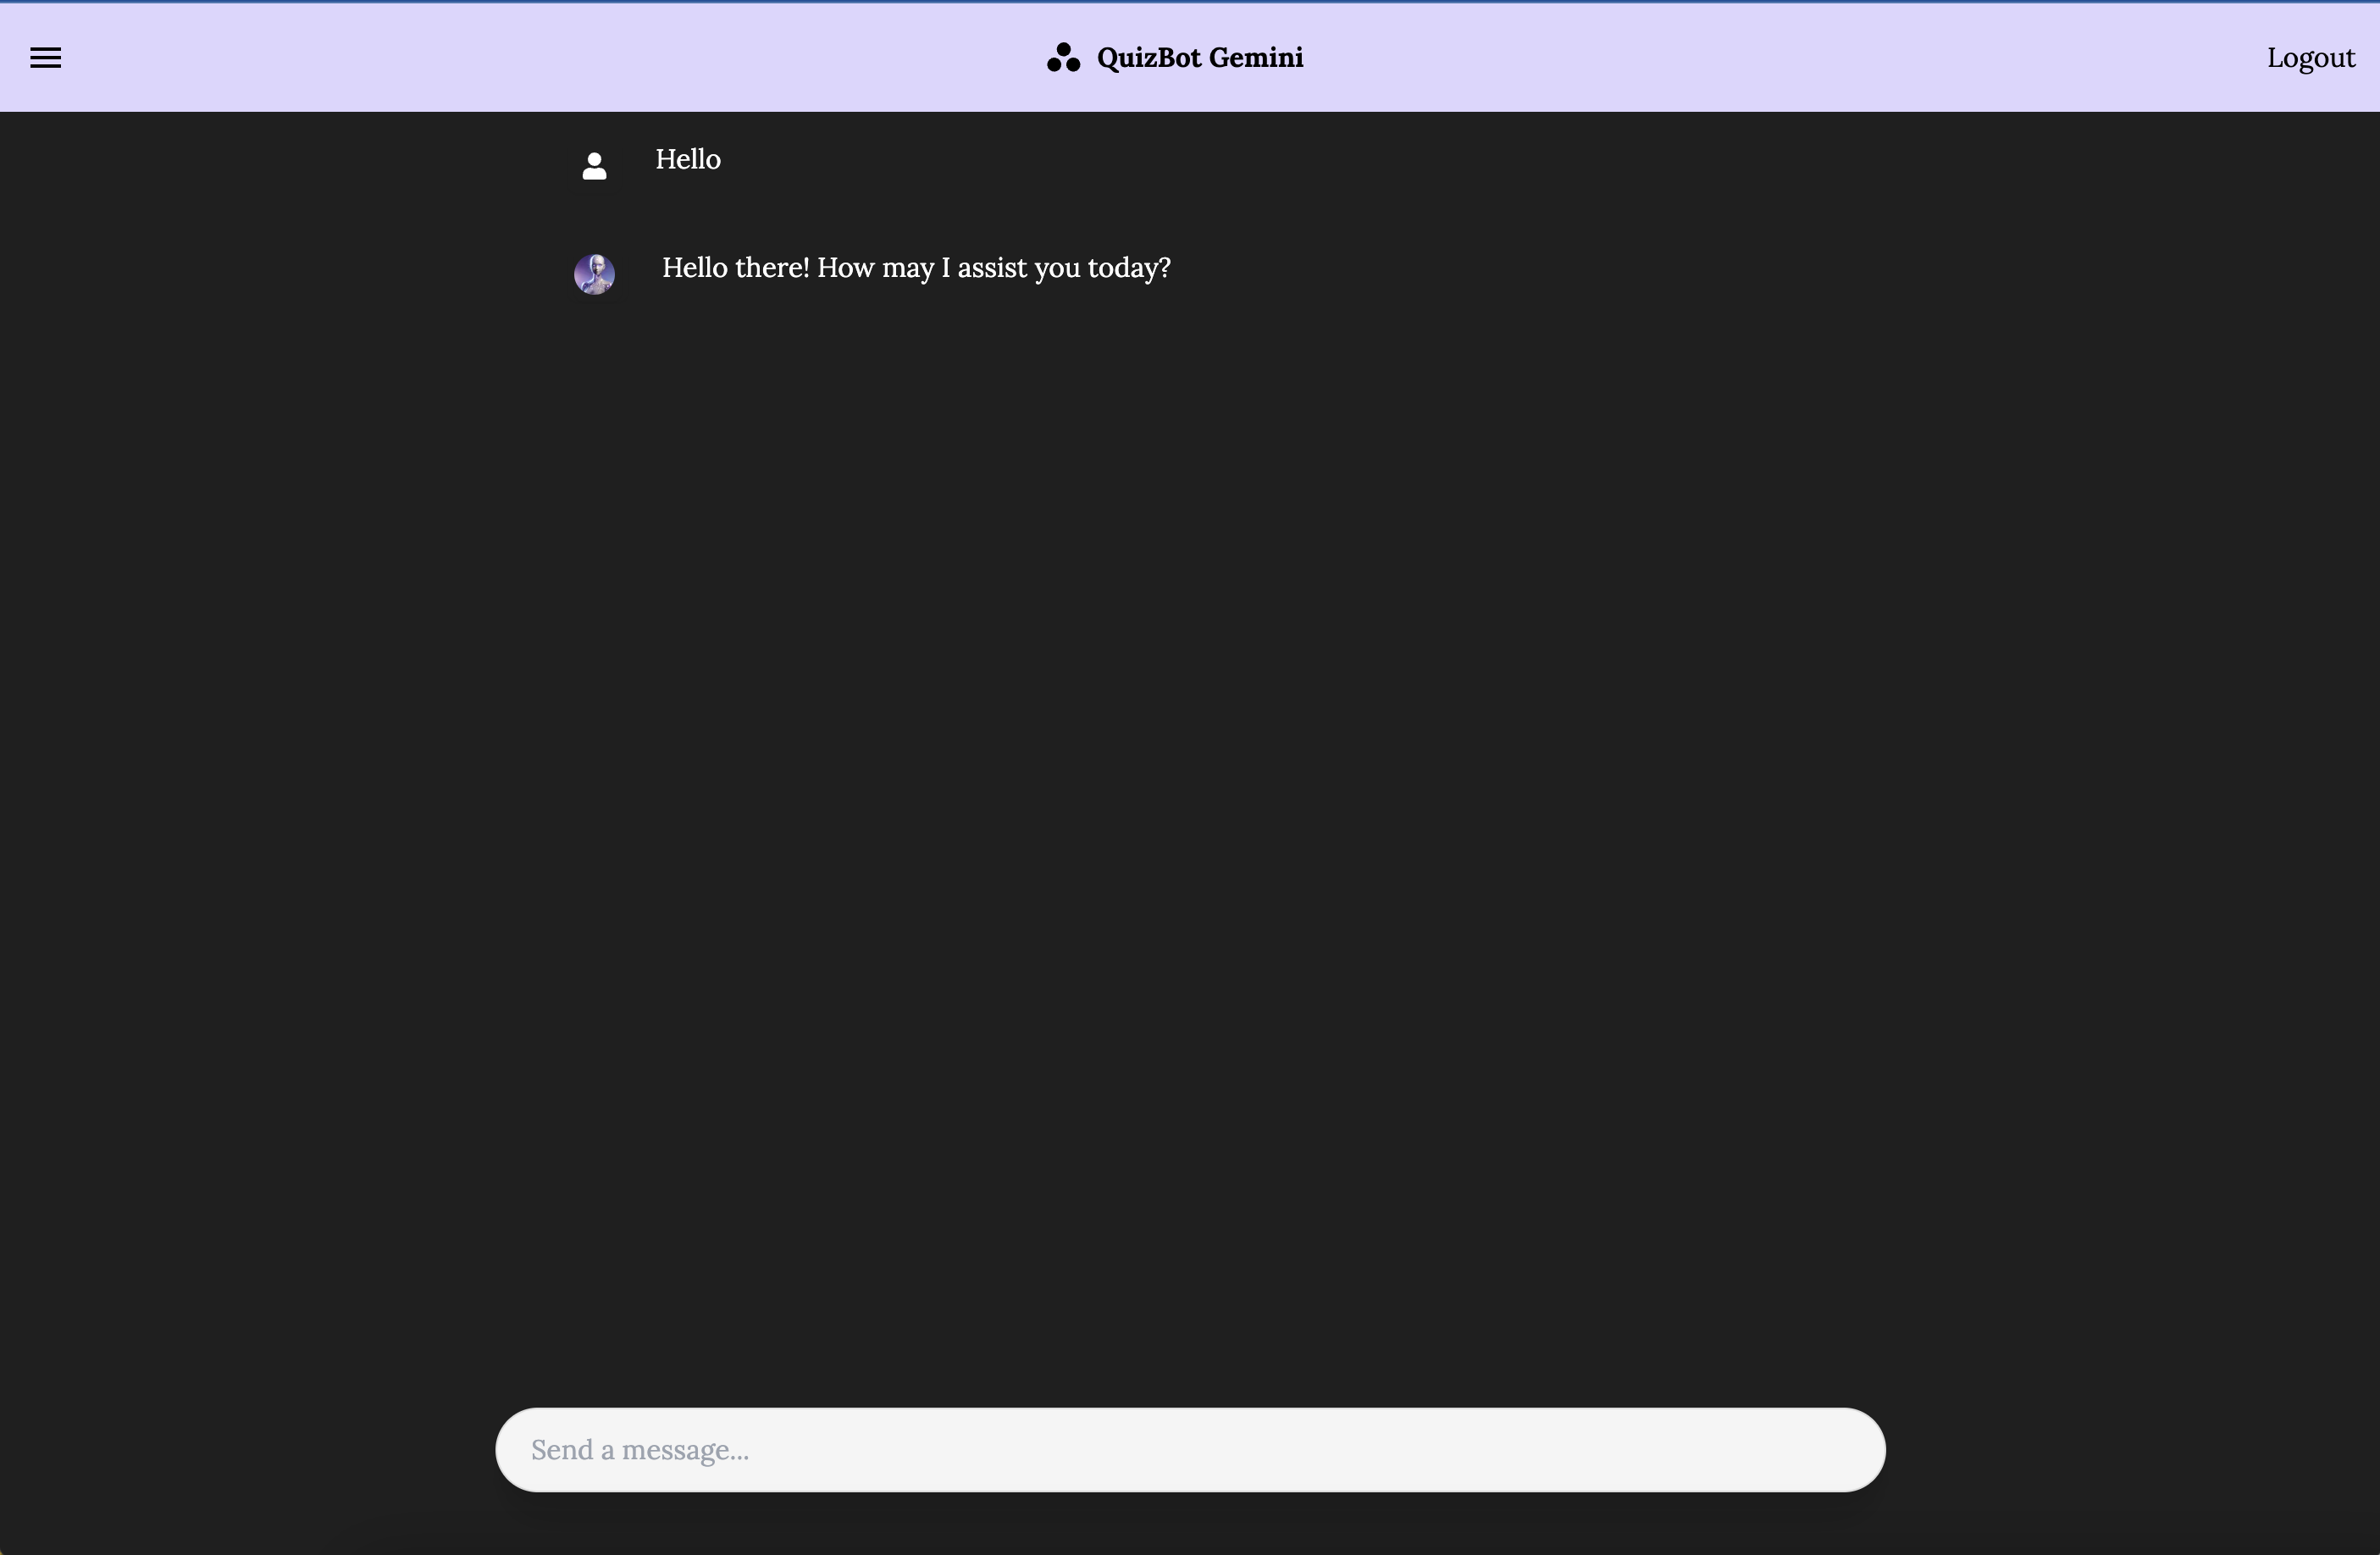 QuizBot Gemini
Logout
Hello
Hello there! How may I assist you today?
Send a message...